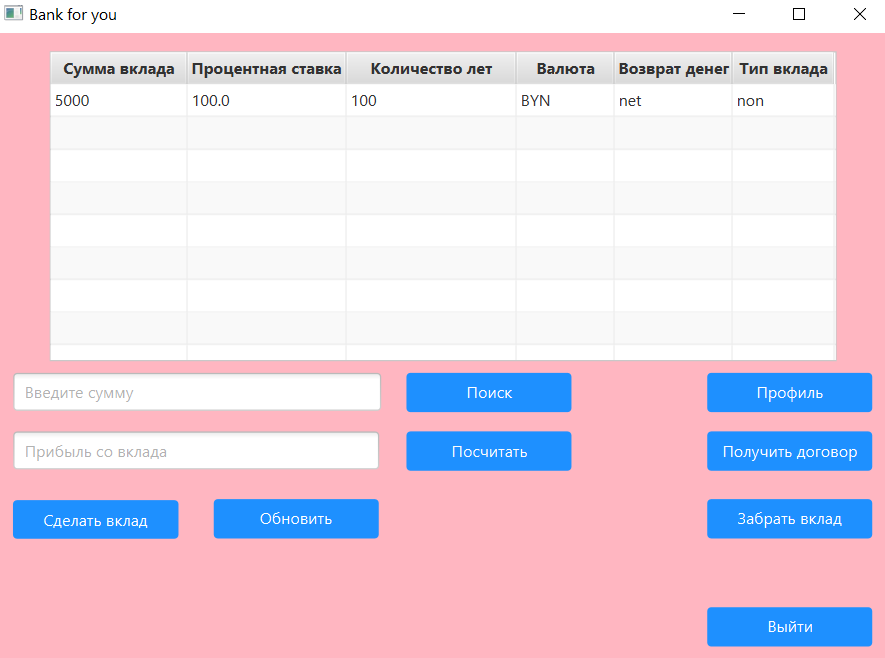 Bank for you
Сумма вклада Процентная ставка Количество лет Валюта Возврат денег Тип вклада
5000 100.0 100 BYN net non
Введите сумму Поиск Профиль
Прибыль со вклада Посчитать Получить договор
Сделать вклад Обновить Забрать вклад
Выйти